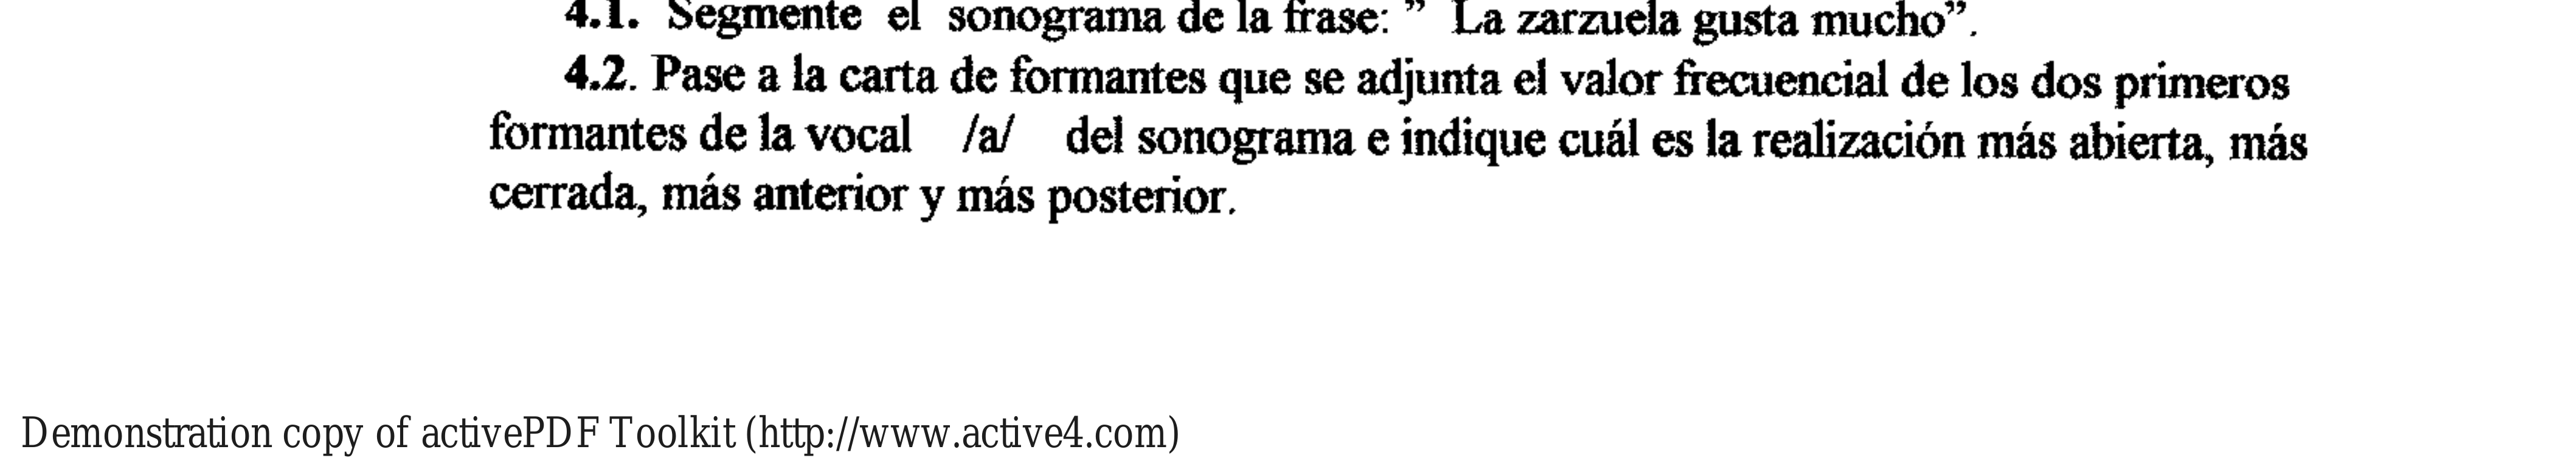 4.1. Segmente el sonograma de la frase: ” La zarzuela gusta mucho”.
4.2. Pase a la carta de formantes que se adjunta el valor frecuencial de los dos primeros
formantes de la vocal /a/ del sonograma e indique cuál es la realización más abierta, más
cerrada, más anterior y más posterior.
Demonstration copy of activePDF Toolkit (http://www.active4.com)